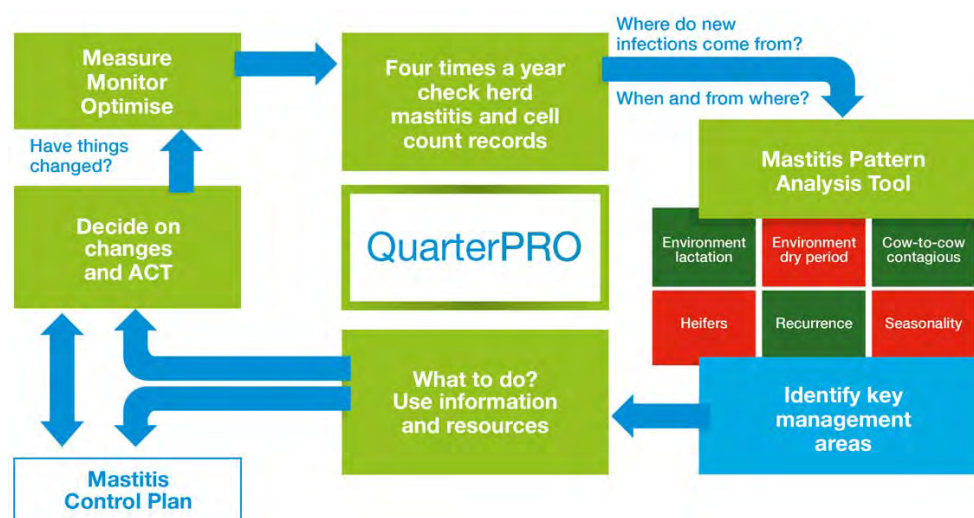 Measure
Monitor
Optimise
Four times a year
check herd
mastitis and cell
count records
Where do new
infections come from?
When and from where?
Mastitis Pattern
Analysis Tool
Have things
changed?
Decide on
changes
and ACT
QuarterPRO
Environment
lactation
Environment
dry period
Cow-to-cow
contagious
Heifers
Recurrence
Seasonality
What to do?
Use information
and resources
Identify key
management
areas
Mastitis
Control Plan